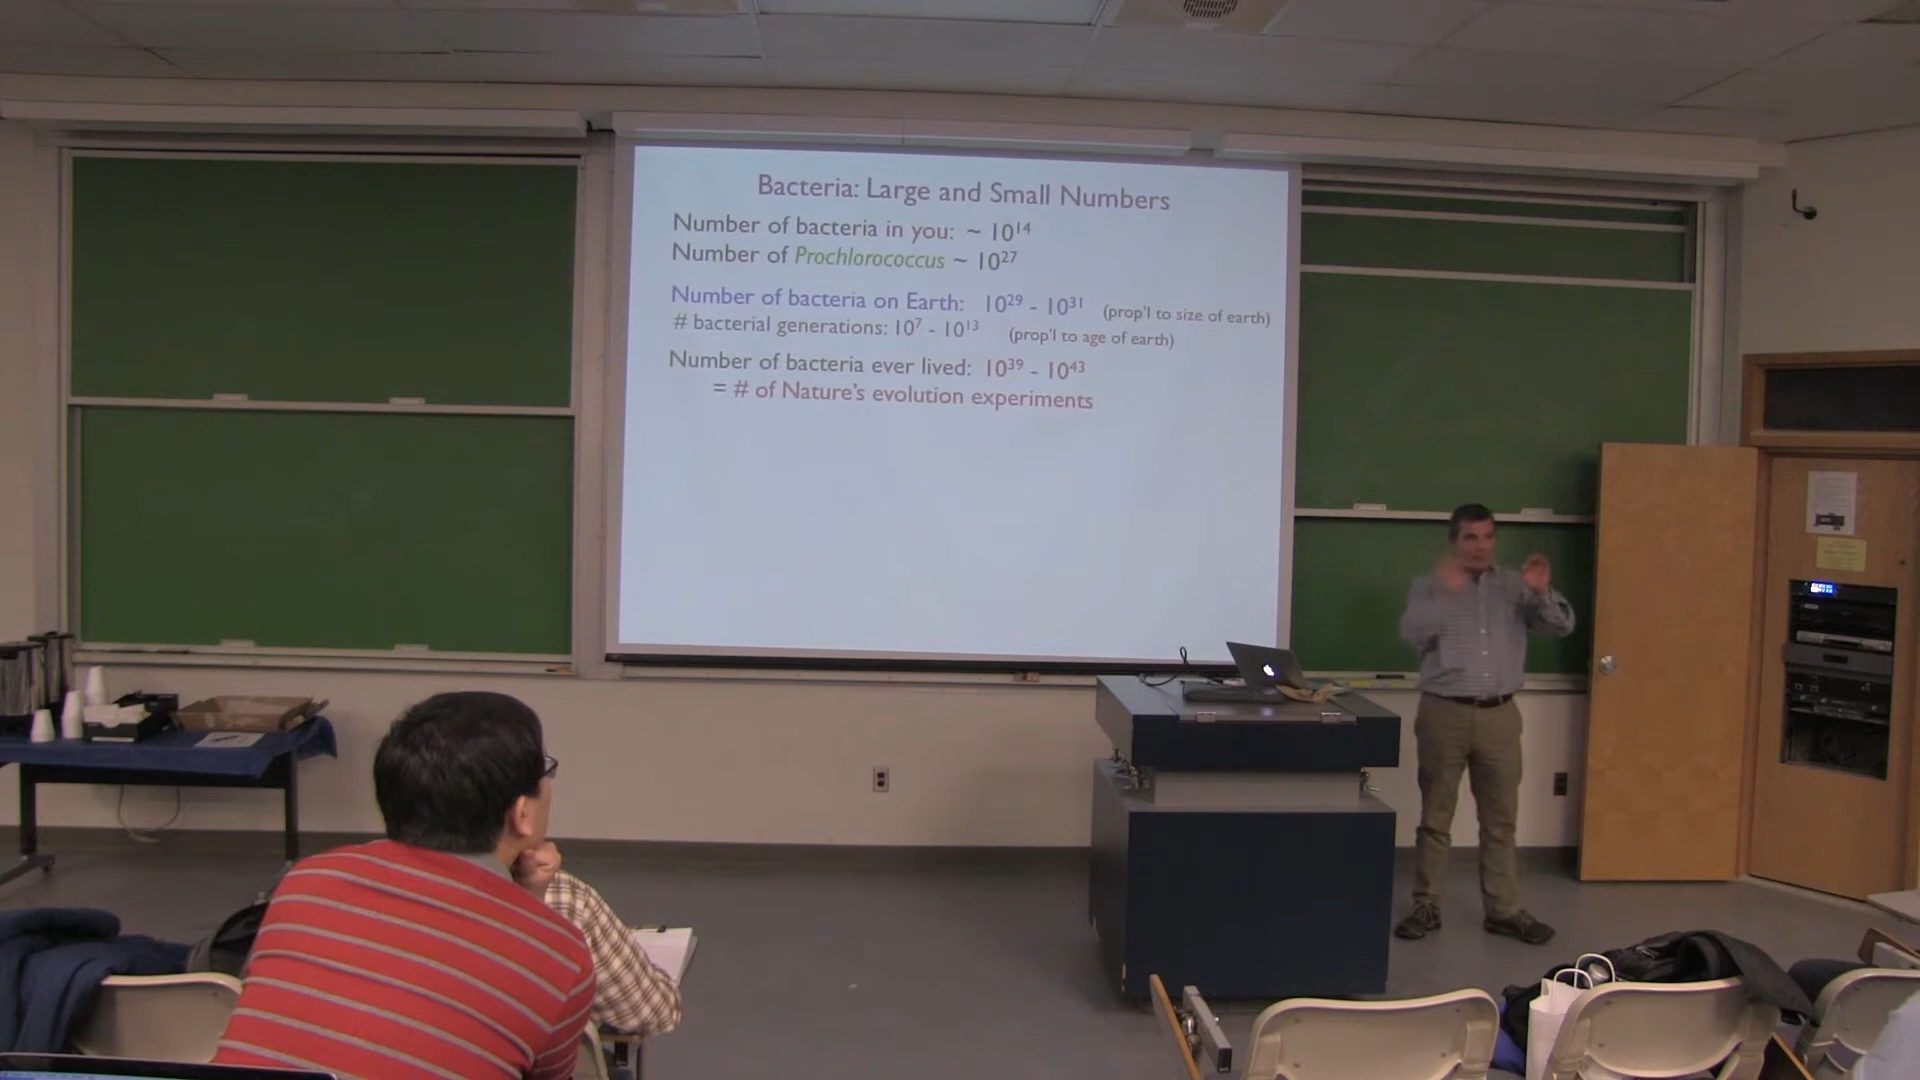 Bacteria: Large and Small Numbers
Number of bacteria in you: ~ 10¹⁴
Number of Prochlorococcus ~ 10²⁷
Number of bacteria on Earth: 10²⁹ - 10³¹ (prop'l to size of earth)
# bacterial generations: 10⁷ - 10¹³ (prop'l to age of earth)
Number of bacteria ever lived: 10³⁹ - 10⁴³
= # of Nature's evolution experiments